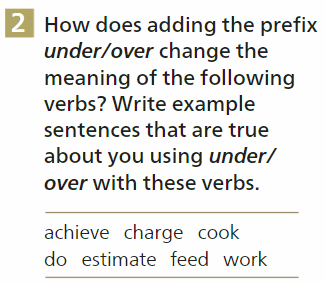 2 How does adding the prefix
under/over change the
meaning of the following
verbs? Write example
sentences that are true
about you using under/
over with these verbs.
achieve charge cook
do estimate feed work